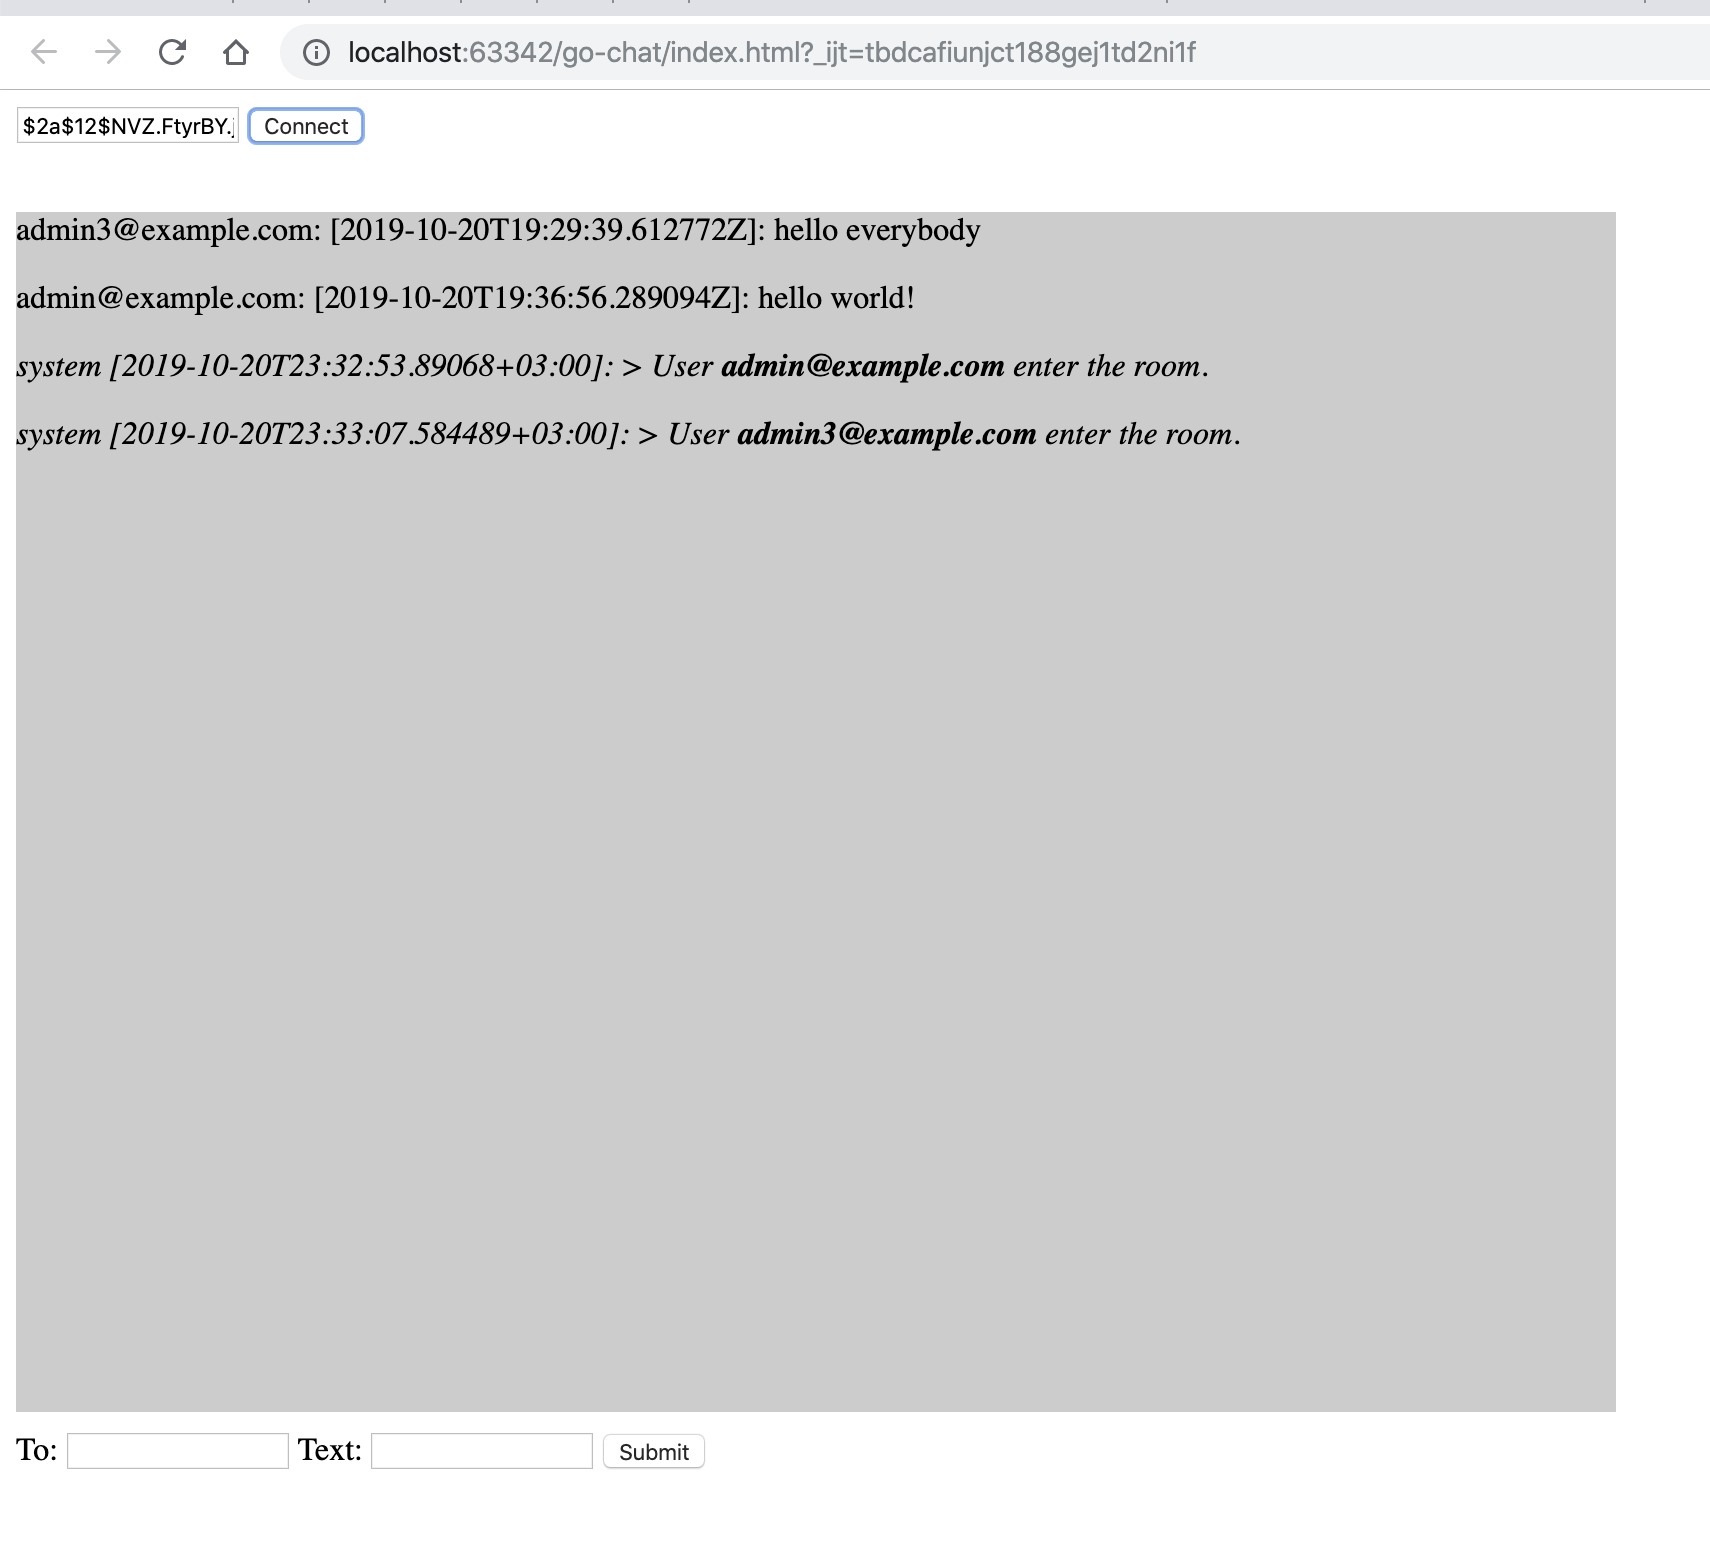 localhost:63342/go-chat/index.html?_ijt=tbdcafiunjct188gej1td2ni1f
$2a$12$NVZ.FtyrBY.j Connect
admin3@example.com: [2019-10-20T19:29:39.612772Z]: hello everybody
admin@example.com: [2019-10-20T19:36:56.289094Z]: hello world!
system [2019-10-20T23:32:53.89068+03:00]: > User admin@example.com enter the room.
system [2019-10-20T23:33:07.584489+03:00]: > User admin3@example.com enter the room.
To: Text: Submit